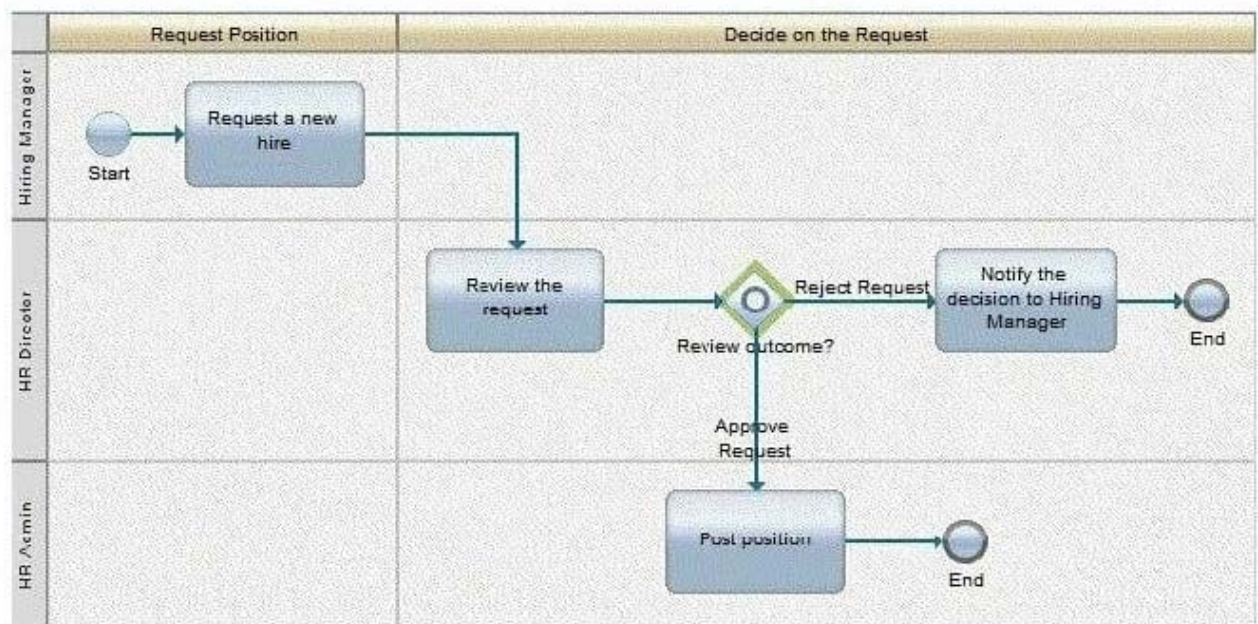 Request Position
Decide on the Request
Hiring Manager
Request a new
hire
Start
HR Director
Review the
request
Reject Request
Review outcome?
Notify the
decision to Hiring
Manager
End
Approve
Request
HR Admin
Post position
End